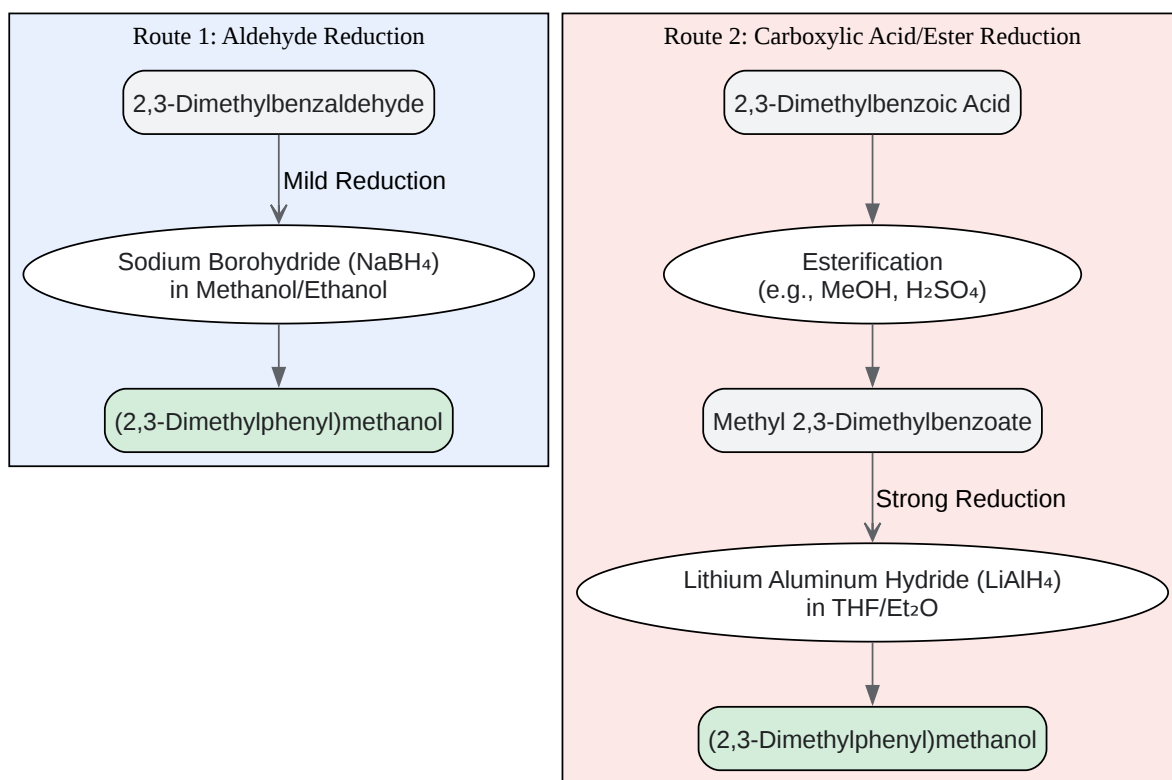 Route 1: Aldehyde Reduction
2,3-Dimethylbenzaldehyde
Mild Reduction
Sodium Borohydride (NaBH₄)
in Methanol/Ethanol
(2,3-Dimethylphenyl)methanol
Route 2: Carboxylic Acid/Ester Reduction
2,3-Dimethylbenzoic Acid
Esterification
(e.g., MeOH, H₂SO₄)
Methyl 2,3-Dimethylbenzoate
Strong Reduction
Lithium Aluminum Hydride (LiAlH₄)
in THF/Et₂O
(2,3-Dimethylphenyl)methanol